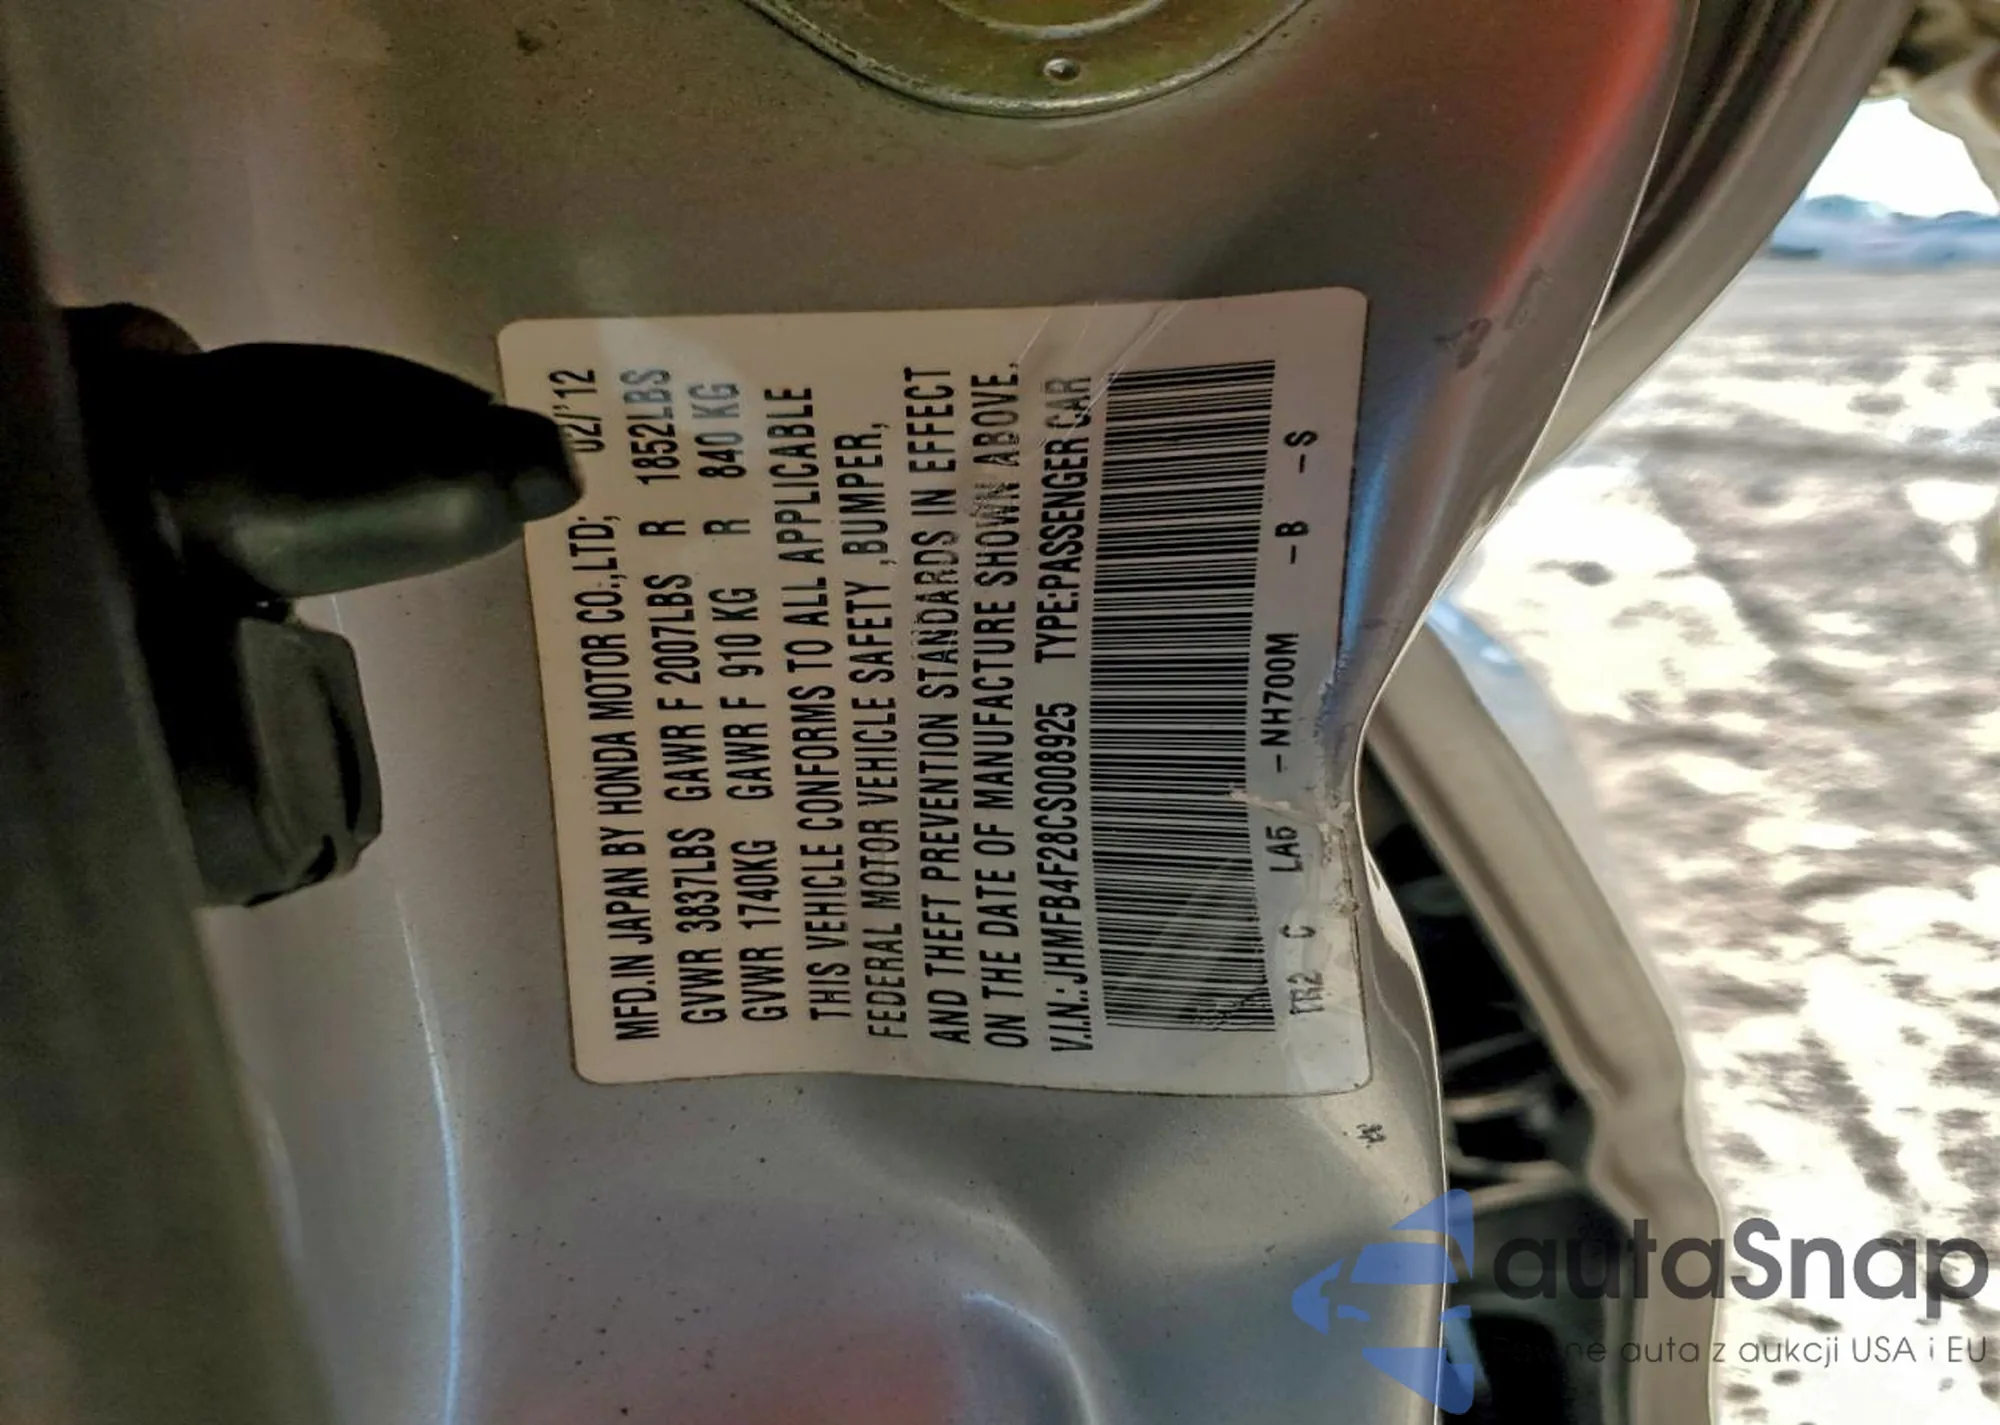 MFD.IN JAPAN BY HONDA MOTOR CO.,LTD; 02/'12
GVWR 3837LBS GAWR F 2007LBS R 1852LBS
GVWR 1740KG GAWR F 910 KG R 840 KG
THIS VEHICLE CONFORMS TO ALL APPLICABLE
FEDERAL MOTOR VEHICLE SAFETY ,BUMPER,
AND THEFT PREVENTION STANDARDS IN EFFECT
ON THE DATE OF MANUFACTURE SHOWN ABOVE.
V.I.N.: JHMFB4F28CS008925 TYPE:PASSENGER CAR
TR2 C LA5 -NH700M -B -S
autaSnap
auta z aukcji USA i EU